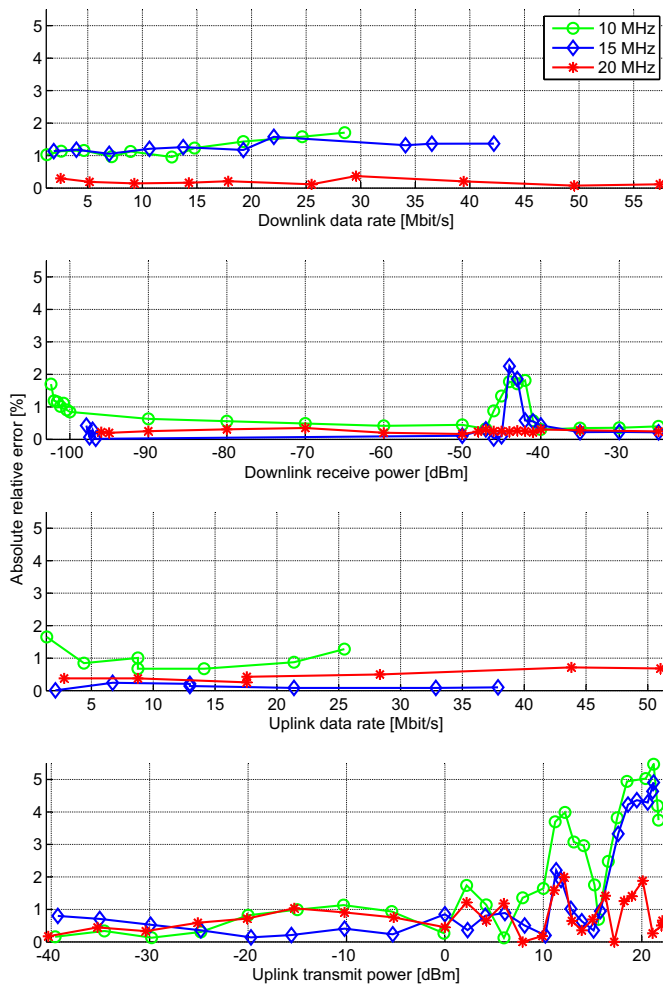 5
4
3
2
1
0
10 MHz
15 MHz
20 MHz
5 10 15 20 25 30 35 40 45 50 55
Downlink data rate [Mbit/s]
5
4
3
2
1
0
-100 -90 -80 -70 -60 -50 -40 -30
Downlink receive power [dBm]
Absolute relative error [%]
5
4
3
2
1
0
5 10 15 20 25 30 35 40 45 50
Uplink data rate [Mbit/s]
5
4
3
2
1
0
-40 -30 -20 -10 0 10 20
Uplink transmit power [dBm]